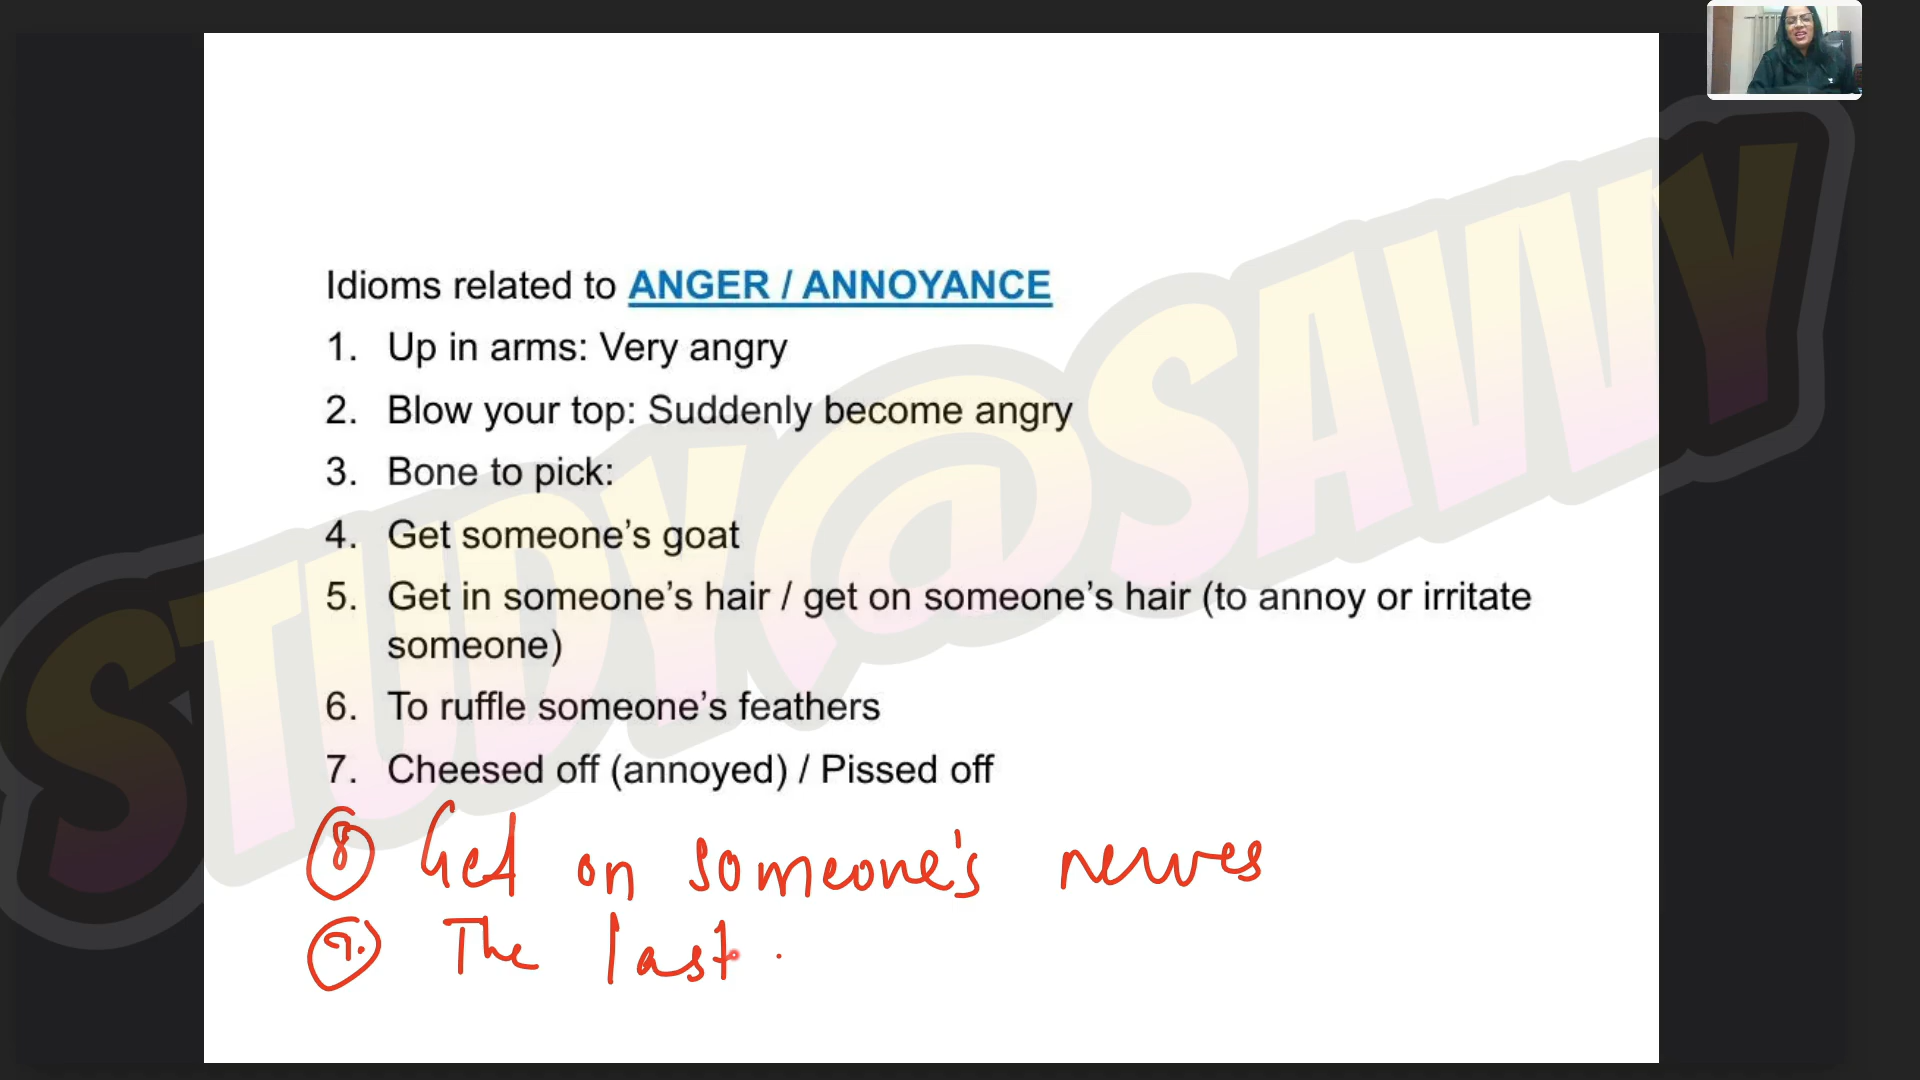 Idioms related to ANGER / ANNOYANCE
1. Up in arms: Very angry
2. Blow your top: Suddenly become angry
3. Bone to pick:
4. Get someone’s goat
5. Get in someone’s hair / get on someone’s hair (to annoy or irritate
someone)
6. To ruffle someone’s feathers
7. Cheesed off (annoyed) / Pissed off
8 Get on someone's nerves
9. The last
STUDY@SAVVY